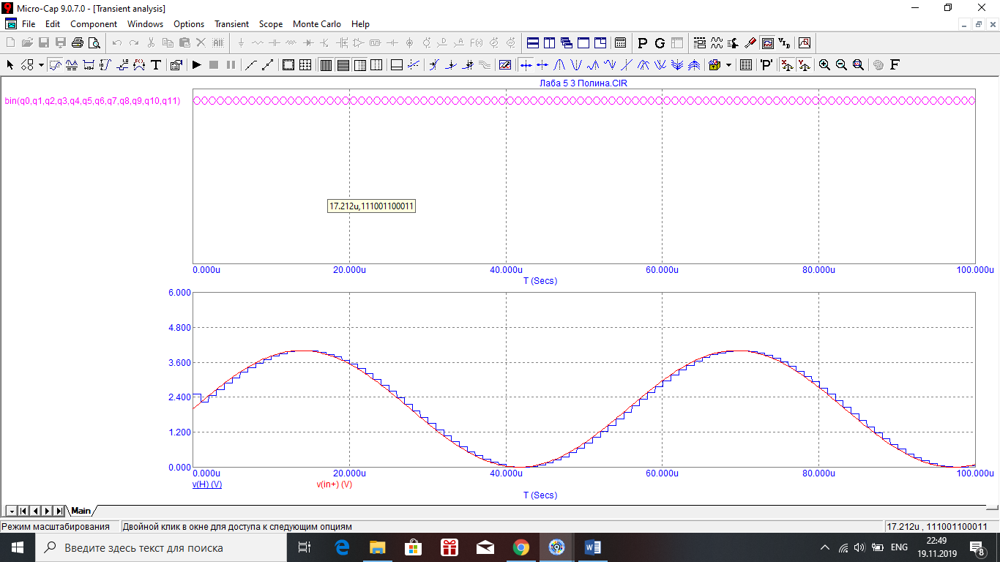 Micro-Cap 9.0.7.0 - [Transient analysis]
File Edit Component Windows Options Transient Scope Monte Carlo Help
Лаба 5 3 Полина.CIR
bin(q0,q1,q2,q3,q4,q5,q6,q7,q8,q9,q10,q11)
17.212u,111001100011
0.000u 20.000u 40.000u 60.000u 80.000u 100.000u
T (Secs)
6.000
4.800
3.600
2.400
1.200
0.000
0.000u 20.000u 40.000u 60.000u 80.000u 100.000u
v(H) (V) v(in+) (V)
T (Secs)
Main
Режим масштабирования Двойной клик в окне для доступа к следующим опциям 17.212u , 111001100011
Введите здесь текст для поиска
ENG
22:49
19.11.2019
8